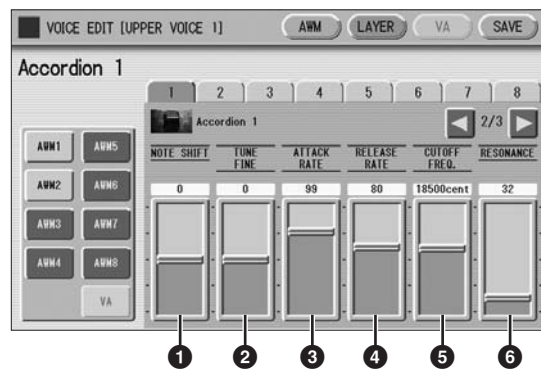 VOICE EDIT [UPPER VOICE 1]
AWM
LAYER
VA
SAVE
Accordion 1
1 2 3 4 5 6 7 8
Accordion 1
2/3
AWM1 AWM5
AWM2 AWM6
AWM3 AWM7
AWM4 AWM8
VA
NOTE SHIFT
TUNE FINE
ATTACK RATE
RELEASE RATE
CUTOFF FREQ.
RESONANCE
0 0 99 80 18500cent 32
1 2 3 4 5 6